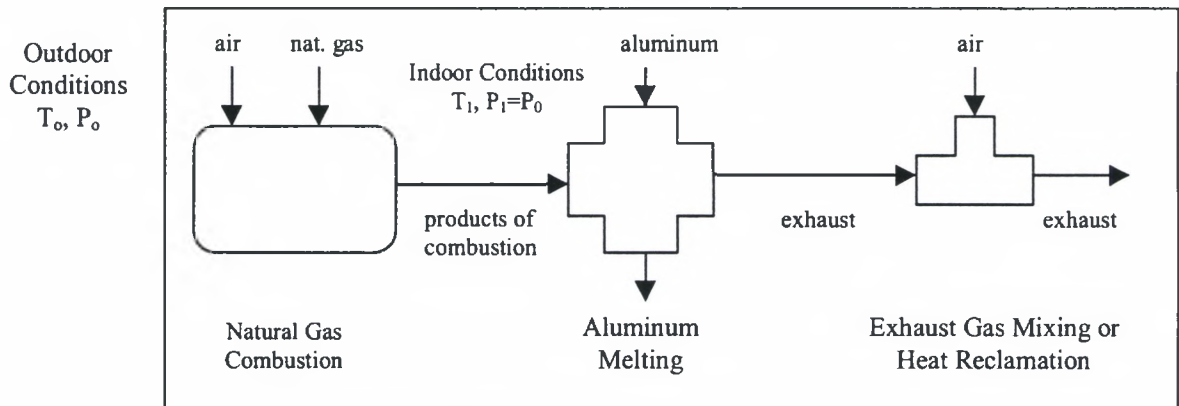 Outdoor
Conditions
Tₒ, Pₒ
air
nat. gas
Indoor Conditions
T₁, P₁=P₀
aluminum
air
products of
combustion
exhaust
exhaust
Natural Gas
Combustion
Aluminum
Melting
Exhaust Gas Mixing or
Heat Reclamation